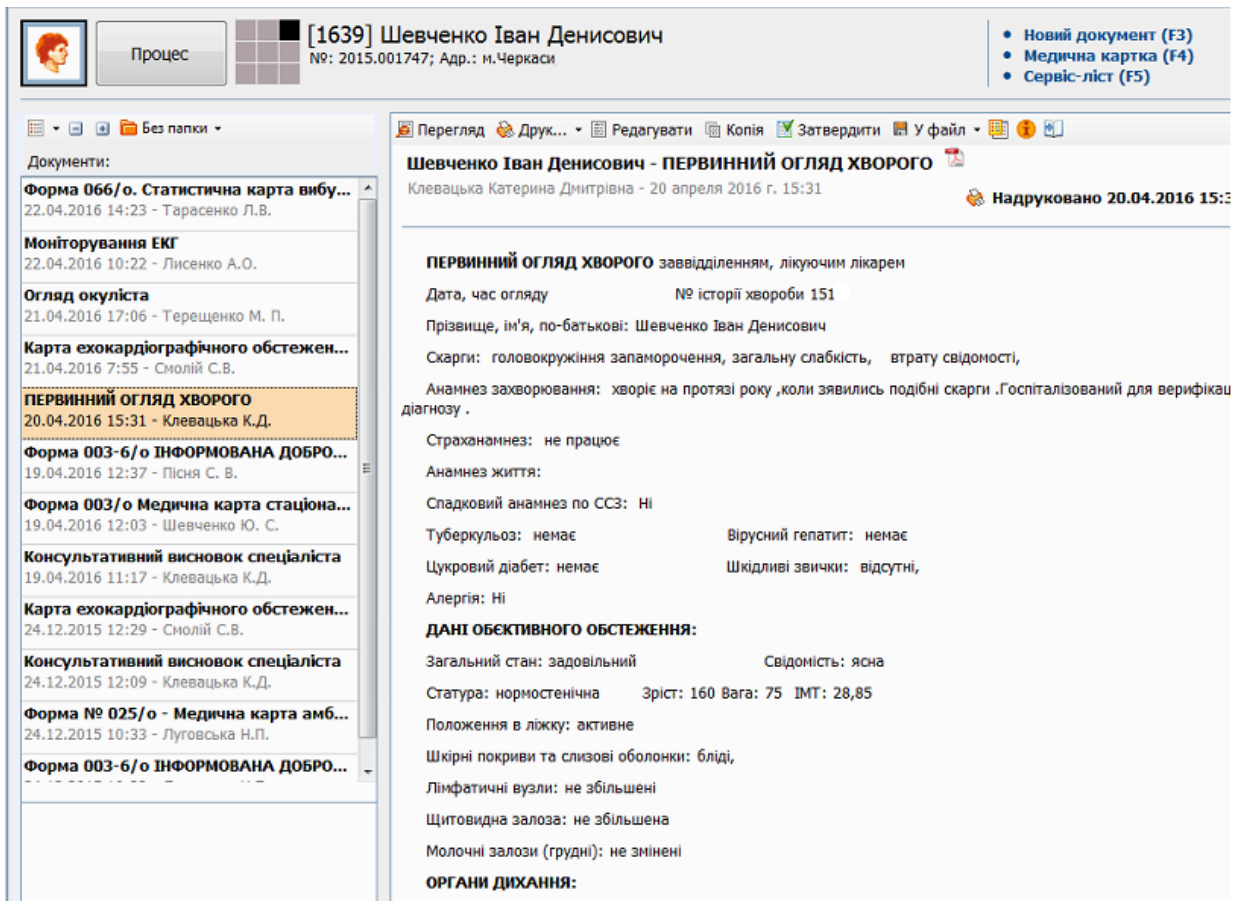 Процес
[1639] Шевченко Іван Денисович
№: 2015.001747; Адр.: м.Черкаси
Новий документ (F3)
Медична картка (F4)
Сервіс-ліст (F5)
Без папки
Документи:
Форма 066/о. Статистична карта вибу...
22.04.2016 14:23 - Тарасенко Л.В.
Моніторування ЕКГ
22.04.2016 10:22 - Лисенко А.О.
Огляд окуліста
21.04.2016 17:06 - Терещенко М. П.
Карта ехокардіографічного обстежен...
21.04.2016 7:55 - Смолій С.В.
ПЕРВИННИЙ ОГЛЯД ХВОРОГО
20.04.2016 15:31 - Клевацька К.Д.
Форма 003-6/о ІНФОРМОВАНА ДОБРО...
19.04.2016 12:37 - Пісня С. В.
Форма 003/о Медична карта стаціона...
19.04.2016 12:03 - Шевченко Ю. С.
Консультативний висновок спеціаліста
19.04.2016 11:17 - Клевацька К.Д.
Карта ехокардіографічного обстежен...
24.12.2015 12:29 - Смолій С.В.
Консультативний висновок спеціаліста
24.12.2015 12:09 - Клевацька К.Д.
Форма № 025/о - Медична карта амб...
24.12.2015 10:33 - Луговська Н.П.
Форма 003-6/о ІНФОРМОВАНА ДОБРО...
Перегляд Друк... Редагувати Копія Затвердити У файл
Шевченко Іван Денисович - ПЕРВИННИЙ ОГЛЯД ХВОРОГО
Клевацька Катерина Дмитрівна - 20 апреля 2016 г. 15:31
Надруковано 20.04.2016 15:3
ПЕРВИННИЙ ОГЛЯД ХВОРОГО заввідділенням, лікуючим лікарем
Дата, час огляду № історії хвороби 151
Прізвище, ім'я, по-батькові: Шевченко Іван Денисович
Скарги: головокружіння запаморочення, загальну слабкість, втрату свідомості,
Анамнез захворювання: хворіє на протязі року ,коли зявились подібні скарги .Госпіталізований для верифікац
діагнозу .
Страханамнез: не працює
Анамнез життя:
Спадковий анамнез по ССЗ: Ні
Туберкульоз: немає Вірусний гепатит: немає
Цукровий діабет: немає Шкідливі звички: відсутні,
Алергія: Ні
ДАНІ ОБЄКТИВНОГО ОБСТЕЖЕННЯ:
Загальний стан: задовільний Свідомість: ясна
Статура: нормостенічна Зріст: 160 Вага: 75 ІМТ: 28,85
Положення в ліжку: активне
Шкірні покриви та слизові оболонки: бліді,
Лімфатичні вузли: не збільшені
Щитовидна залоза: не збільшена
Молочні залози (грудні): не змінені
ОРГАНИ ДИХАННЯ: